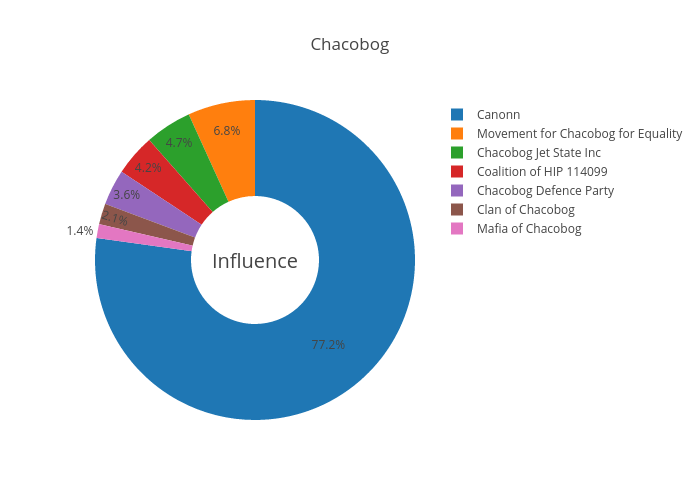 Chacobog
Canonn
Movement for Chacobog for Equality
Chacobog Jet State Inc
Coalition of HIP 114099
Chacobog Defence Party
Clan of Chacobog
Mafia of Chacobog
6.8%
4.7%
4.2%
3.6%
2.1%
1.4%
Influence
77.2%